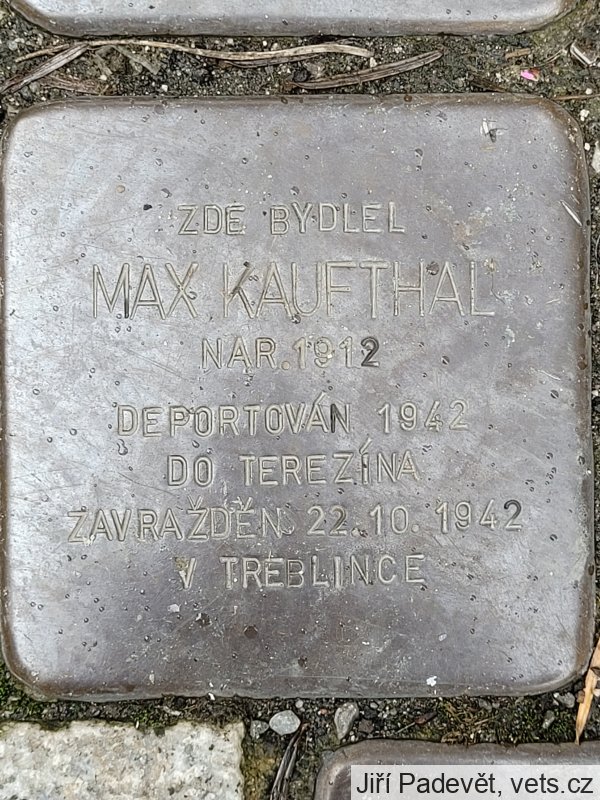 ZDE BYDLEL
MAX KAUFTHAL
NAR. 1912
DEPORTOVÁN 1942
DO TEREZÍNA
ZAVRAŽDĚN 22.10. 1942
V TREBLINCE
Jiří Padevět, vets.cz